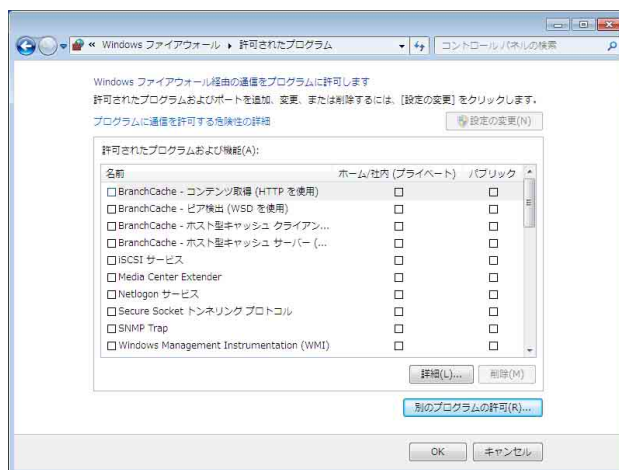 « Windows ファイアウォール ▸ 許可されたプログラム
コントロール パネルの検索
Windows ファイアウォール経由の通信をプログラムに許可します
許可されたプログラムおよびポートを追加、変更、または削除するには、[設定の変更] をクリックします。
プログラムに通信を許可する危険性の詳細
設定の変更(N)
許可されたプログラムおよび機能(A):
名前 ホーム/社内 (プライベート) パブリック
BranchCache - コンテンツ取得 (HTTP を使用)
BranchCache - ピア検出 (WSD を使用)
BranchCache - ホスト型キャッシュ クライアン...
BranchCache - ホスト型キャッシュ サーバー (...
iSCSI サービス
Media Center Extender
Netlogon サービス
Secure Socket トンネリング プロトコル
SNMP Trap
Windows Management Instrumentation (WMI)
詳細(L)... 削除(M)
別のプログラムの許可(R)...
OK キャンセル